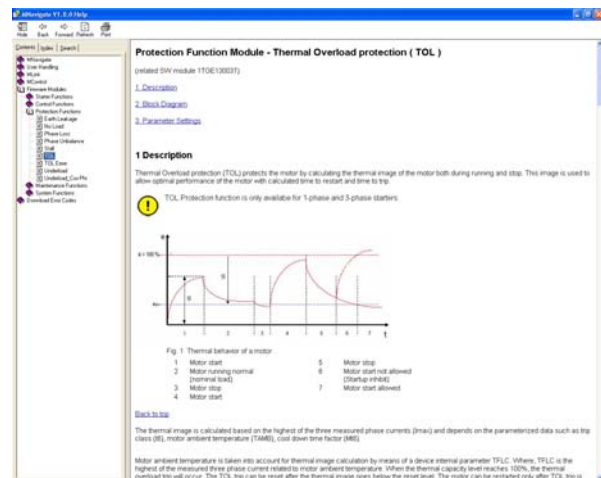 MNavigate V1.8.0 Help
Hide Back Forward Refresh Print
Contents Index Search
MNavigate
User Handling
MLink
MControl
Firmware Modules
Starter Functions
Control Functions
Protection Functions
Earth Leakage
No Load
Phase Loss
Phase Unbalance
Stall
TOL
TOL Eexe
Underload
Underload_CosPhi
Maintenance Functions
System Functions
Download Error Codes
Protection Function Module - Thermal Overload protection ( TOL )
(related SW module 1TGE13003T)
1. Description
2. Block Diagram
3. Parameter Settings
1 Description
Thermal Overload protection (TOL) protects the motor by calculating the thermal image of the motor both during running and stop. This image is used to
allow optimal performance of the motor with calculated time to restart and time to trip.
TOL Protection function is only availabe for 1-phase and 3-phase starters.
1 2 3 4 5 6 7 t
Fig. 1 Thermal behavior of a motor
1 Motor start 5 Motor stop
2 Motor running normal 6 Motor start not allowed
(nominal load) (Startup inhibit)
3 Motor stop 7 Motor start allowed
4 Motor start
Back to top
The thermal image is calculated based on the highest of the three measured phase currents (Imax) and depends on the parameterized data such as trip
class (t6), motor ambient temperature (TAMB), cool down time factor (Mtl).
Motor ambient temperature is taken into account for thermal image calculation by means of a device internal parameter TFLC. Where, TFLC is the
highest of the measured three phase current related to motor ambient temperature. When the thermal capacity level reaches 100%, the thermal
overload trip will occur. The TOL trip can be reset after the thermal image goes below the reset level. The motor can be restarted only after TOL trip is